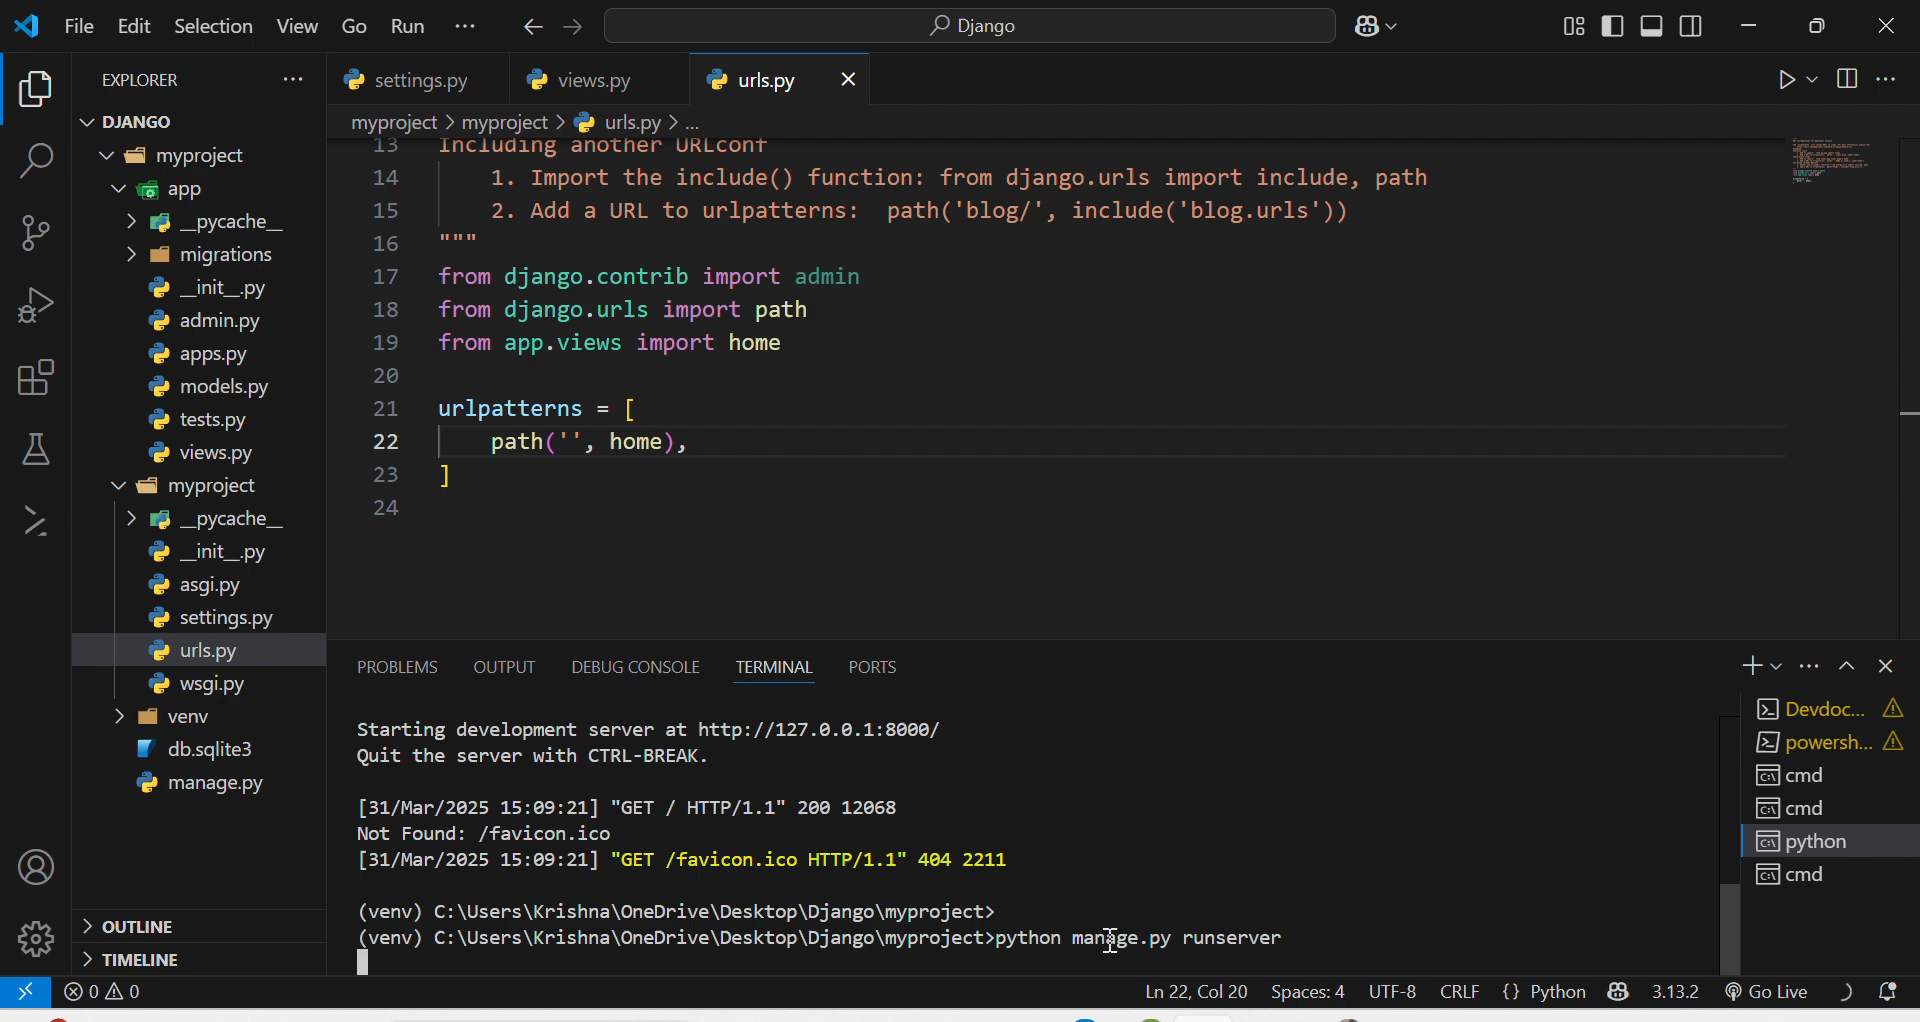 File Edit Selection View Go Run ··· Django
EXPLORER ···
settings.py views.py urls.py
DJANGO
myproject
app
__pycache__
migrations
__init__.py
admin.py
apps.py
models.py
tests.py
views.py
myproject
__pycache__
__init__.py
asgi.py
settings.py
urls.py
wsgi.py
venv
db.sqlite3
manage.py
OUTLINE
TIMELINE
myproject > myproject > urls.py > ...
13 Including another URLconf
14 1. Import the include() function: from django.urls import include, path
15 2. Add a URL to urlpatterns: path('blog/', include('blog.urls'))
16 """
17 from django.contrib import admin
18 from django.urls import path
19 from app.views import home
20
21 urlpatterns = [
22 path('', home),
23 ]
24
PROBLEMS OUTPUT DEBUG CONSOLE TERMINAL PORTS
Starting development server at http://127.0.0.1:8000/
Quit the server with CTRL-BREAK.
[31/Mar/2025 15:09:21] "GET / HTTP/1.1" 200 12068
Not Found: /favicon.ico
[31/Mar/2025 15:09:21] "GET /favicon.ico HTTP/1.1" 404 2211
(venv) C:\Users\Krishna\OneDrive\Desktop\Django\myproject>
(venv) C:\Users\Krishna\OneDrive\Desktop\Django\myproject>python manage.py runserver
Devdoc...
powersh...
cmd
cmd
python
cmd
0 0 Ln 22, Col 20 Spaces: 4 UTF-8 CRLF {} Python 3.13.2 Go Live